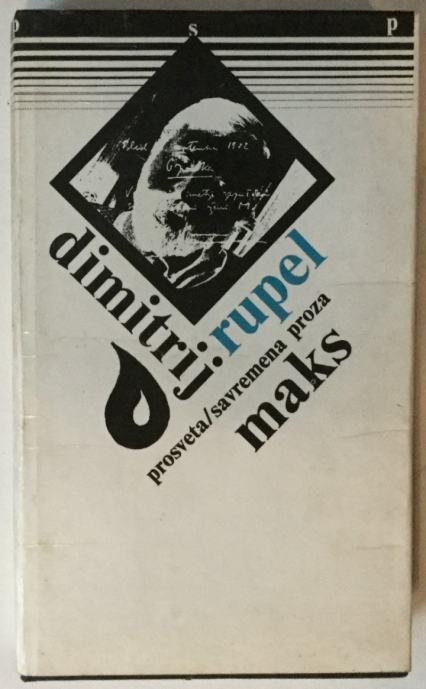 p s p
dimitrij rupel
prosveta/savremena proza
maks